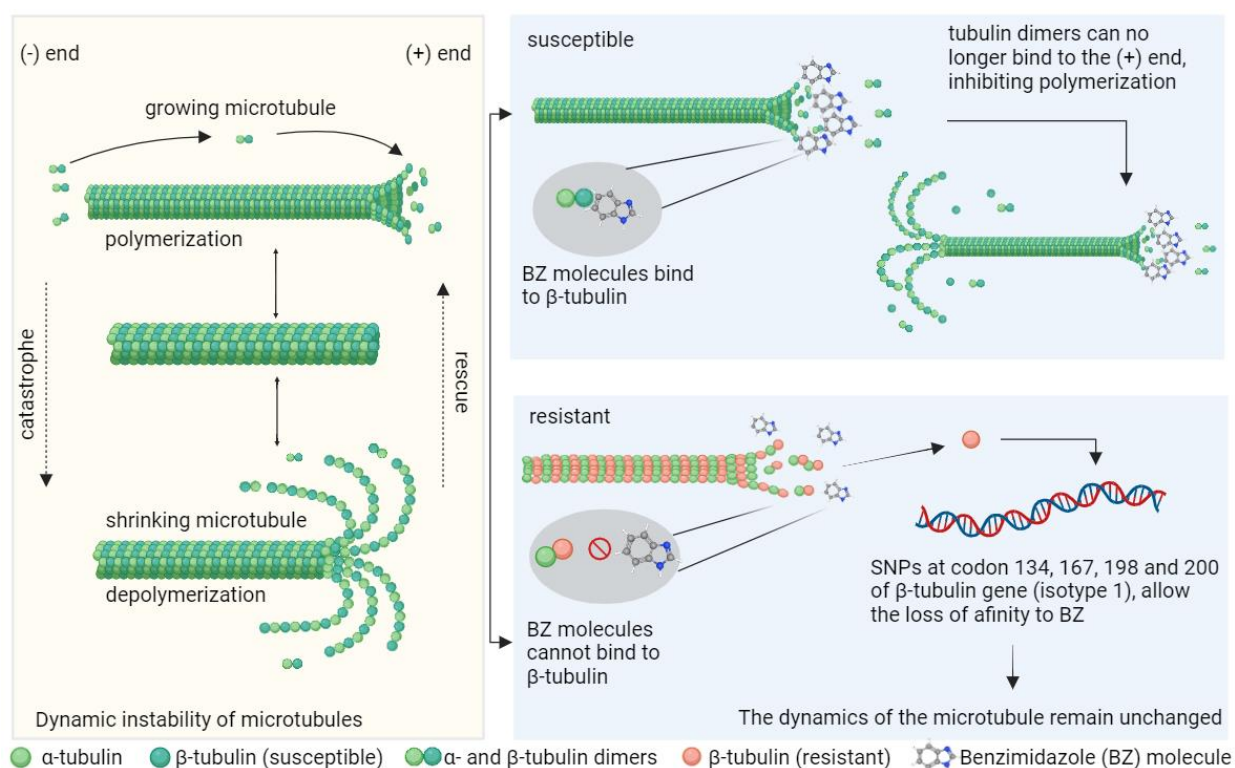 (-) end
(+) end
growing microtubule
polymerization
catastrophe
rescue
shrinking microtubule
depolymerization
Dynamic instability of microtubules
susceptible
tubulin dimers can no
longer bind to the (+) end,
inhibiting polymerization
BZ molecules bind
to β-tubulin
resistant
BZ molecules
cannot bind to
β-tubulin
SNPs at codon 134, 167, 198 and 200
of β-tubulin gene (isotype 1), allow
the loss of afinity to BZ
The dynamics of the microtubule remain unchanged
α-tubulin
β-tubulin (susceptible)
α- and β-tubulin dimers
β-tubulin (resistant)
Benzimidazole (BZ) molecule